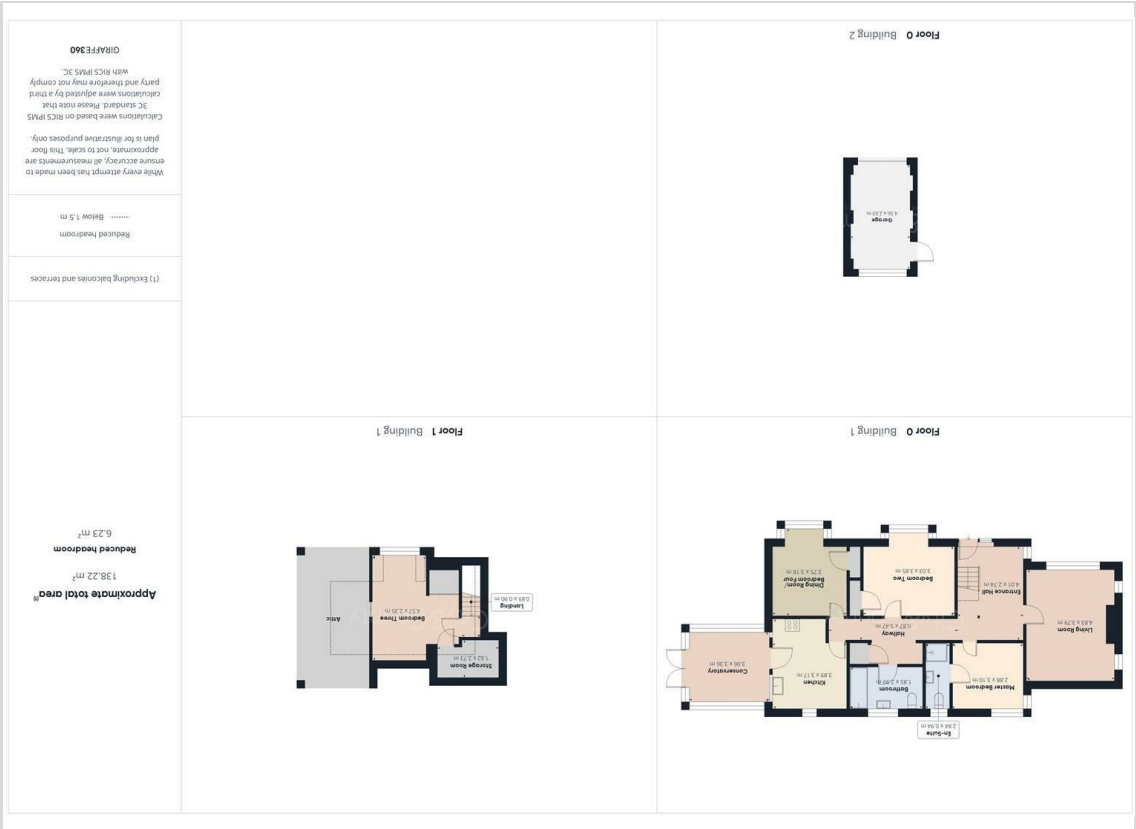 Floor 0 Building 1
Living Room
4.83 x 3.79 m
Entrance Hall
4.01 x 2.74 m
Master Bedroom
2.88 x 3.10 m
En-Suite
2.84 x 0.94 m
Bathroom
Hallway
0.87 x 5.47 m
Bedroom Two
3.03 x 3.85 m
Kitchen
3.89 x 3.17 m
Dining Room/
Bedroom Four
3.75 x 3.18 m
Conservatory
3.06 x 3.36 m
Floor 1 Building 1
Landing
0.89 x 0.90 m
Storage Room
1.62 x 2.73 m
Bedroom Three
4.57 x 2.35 m
Attic
Approximate total area(1)
138.22 m²
Reduced headroom
6.23 m²
Floor 0 Building 2
Garage
4.96 x 2.83 m
(1) Excluding balconies and terraces
Reduced headroom
Below 1.5 m
While every attempt has been made to
ensure accuracy, all measurements are
approximate, not to scale. This floor
plan is for illustrative purposes only.
Calculations were based on RICS IPMS
3C standard. Please note that
calculations were adjusted by a third
party and therefore may not comply
with RICS IPMS 3C.
GIRAFFE360